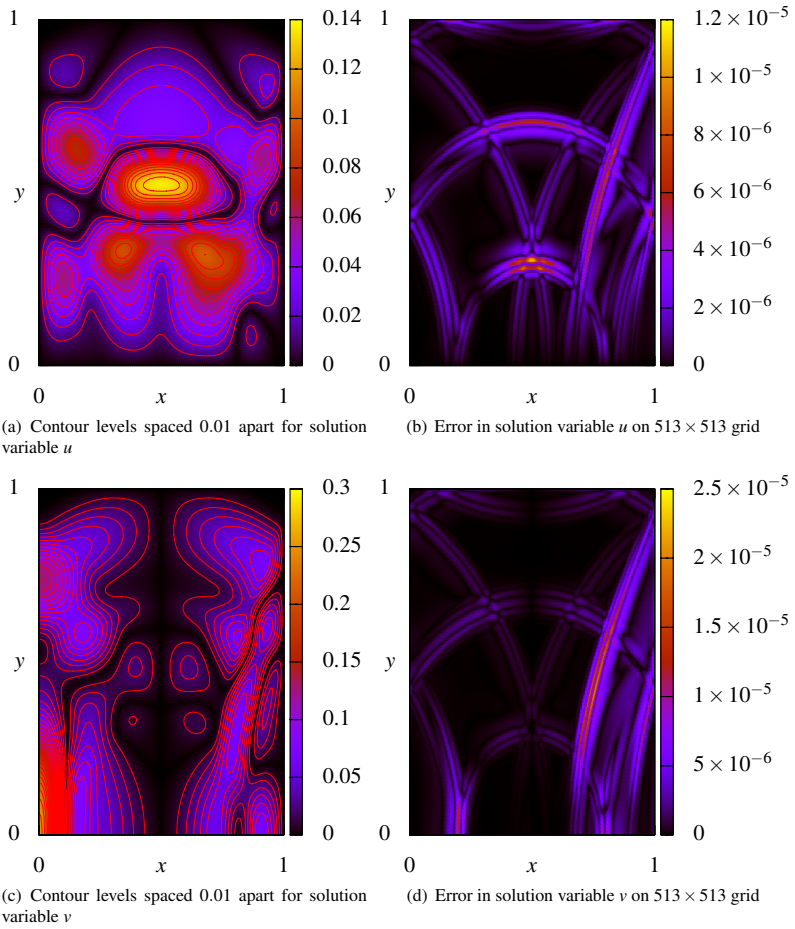 1
y
0
0
x
1
0.14
0.12
0.1
0.08
0.06
0.04
0.02
0
(a) Contour levels spaced 0.01 apart for solution
variable u
1
y
0
0
x
1
1.2 × 10⁻⁵
1 × 10⁻⁵
8 × 10⁻⁶
6 × 10⁻⁶
4 × 10⁻⁶
2 × 10⁻⁶
0
(b) Error in solution variable u on 513 × 513 grid
1
y
0
0
x
1
0.3
0.25
0.2
0.15
0.1
0.05
0
(c) Contour levels spaced 0.01 apart for solution
variable v
1
y
0
0
x
1
2.5 × 10⁻⁵
2 × 10⁻⁵
1.5 × 10⁻⁵
1 × 10⁻⁵
5 × 10⁻⁶
0
(d) Error in solution variable v on 513 × 513 grid